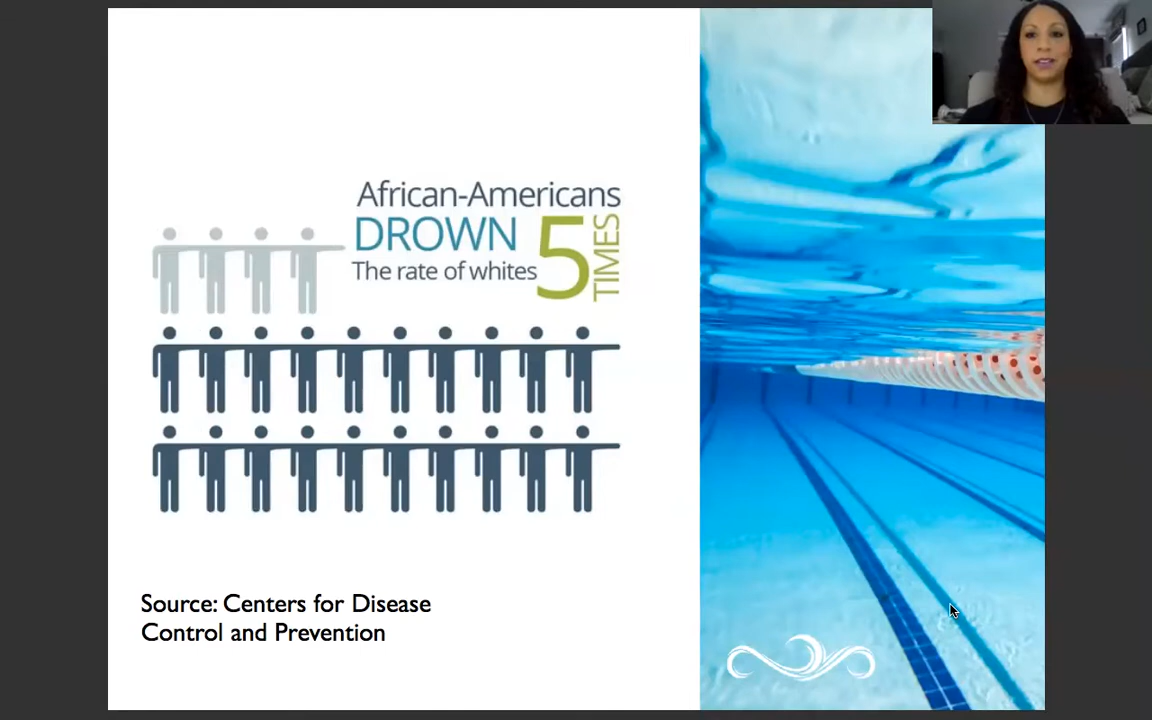 African-Americans
DROWN 5 TIMES
The rate of whites
Source: Centers for Disease
Control and Prevention